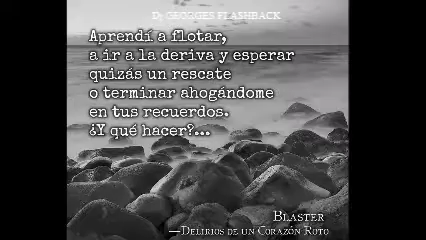 Dj GEORGES FLASHBACK
Aprendí a flotar,
a ir a la deriva y esperar
quizás un rescate
o terminar ahogándome
en tus recuerdos.
¿Y qué hacer?...
Blaster
—Delirios de un Corazón Roto